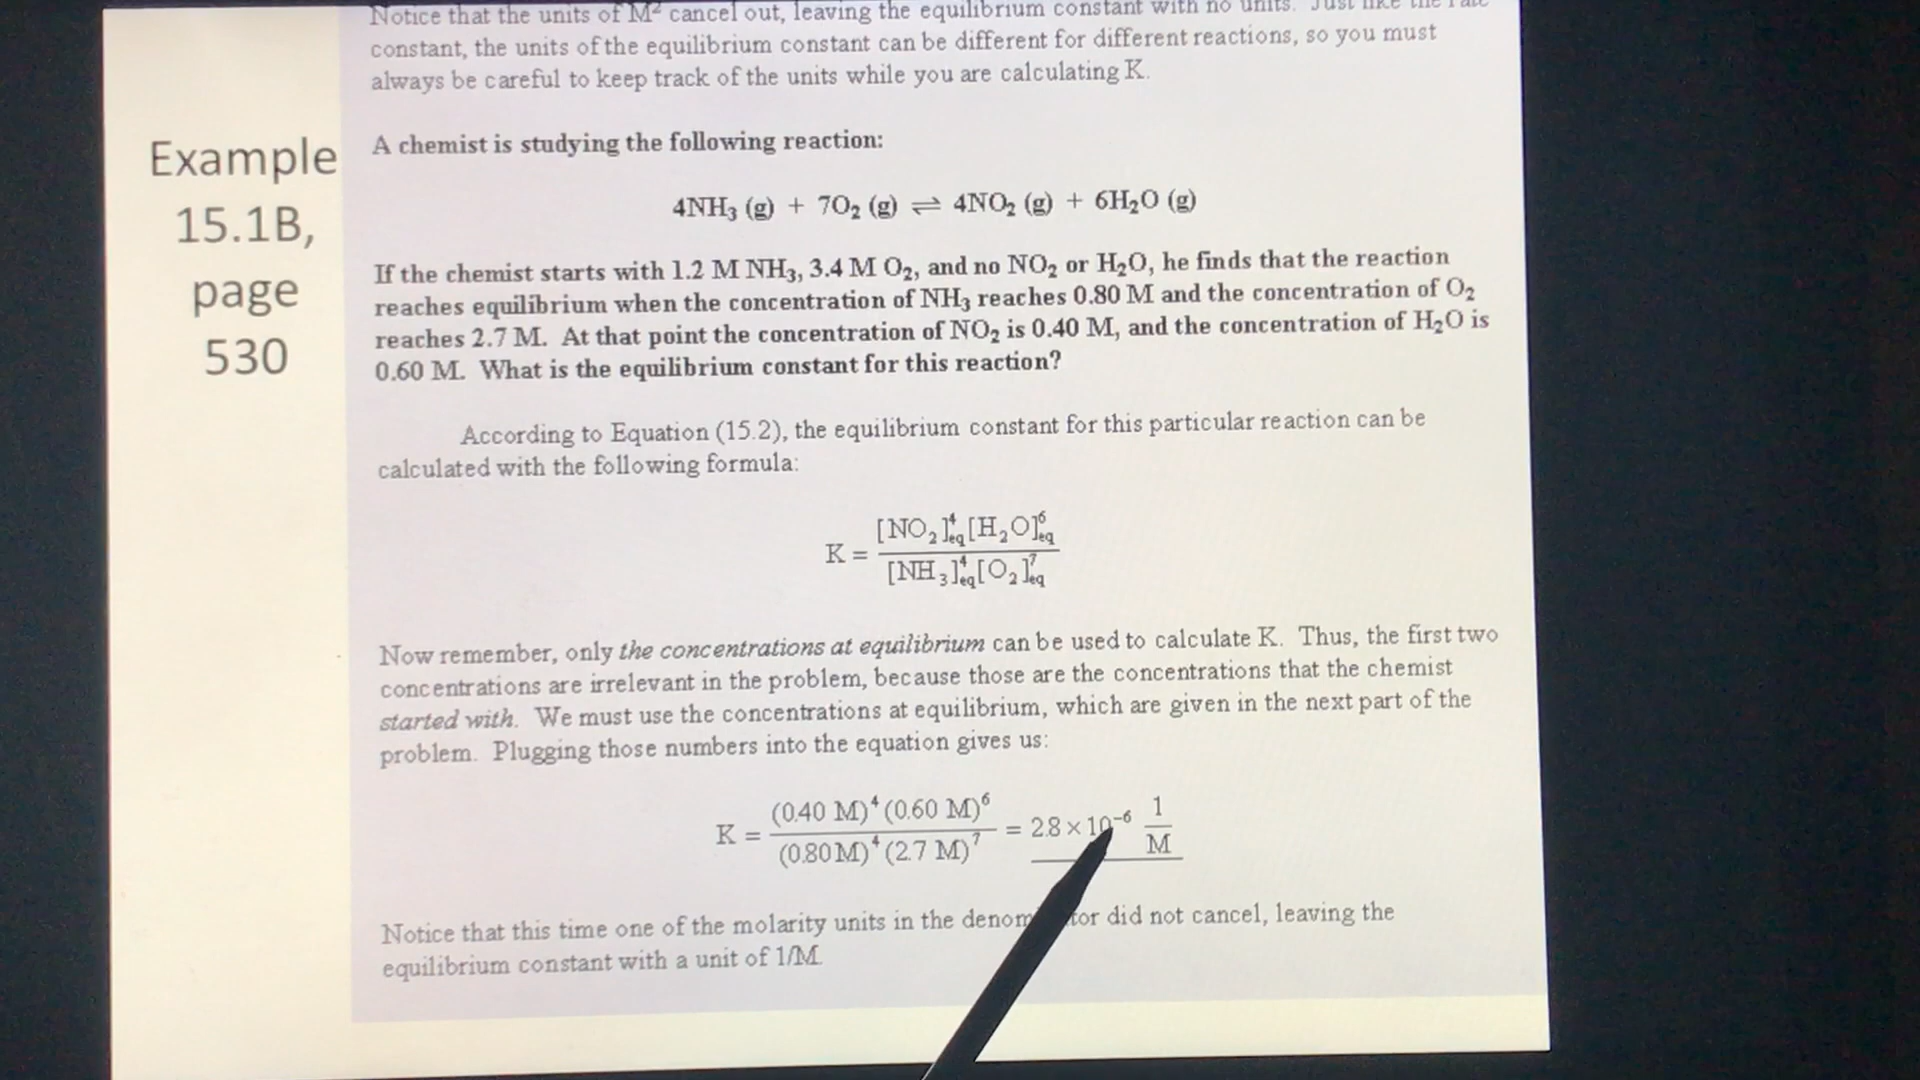 Notice that the units of M² cancel out, leaving the equilibrium constant with no units. Just like the rate
constant, the units of the equilibrium constant can be different for different reactions, so you must
always be careful to keep track of the units while you are calculating K.
Example
15.1B,
page
530
A chemist is studying the following reaction:
4NH₃ (g) + 7O₂ (g) ⇌ 4NO₂ (g) + 6H₂O (g)
If the chemist starts with 1.2 M NH₃, 3.4 M O₂, and no NO₂ or H₂O, he finds that the reaction
reaches equilibrium when the concentration of NH₃ reaches 0.80 M and the concentration of O₂
reaches 2.7 M. At that point the concentration of NO₂ is 0.40 M, and the concentration of H₂O is
0.60 M. What is the equilibrium constant for this reaction?
According to Equation (15.2), the equilibrium constant for this particular reaction can be
calculated with the following formula:
K = [NO₂]⁴eq[H₂O]⁶eq / [NH₃]⁴eq[O₂]⁷eq
Now remember, only the concentrations at equilibrium can be used to calculate K. Thus, the first two
concentrations are irrelevant in the problem, because those are the concentrations that the chemist
started with. We must use the concentrations at equilibrium, which are given in the next part of the
problem. Plugging those numbers into the equation gives us:
K = (0.40 M)⁴ (0.60 M)⁶ / (0.80 M)⁴ (2.7 M)⁷ = 2.8 × 10⁻⁶ 1/M
Notice that this time one of the molarity units in the denominator did not cancel, leaving the
equilibrium constant with a unit of 1/M.